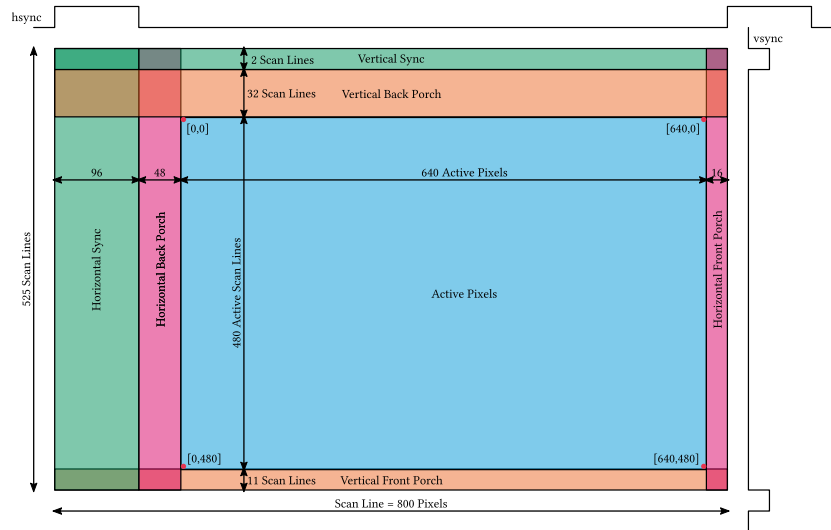 hsync
vsync
2 Scan Lines
Vertical Sync
32 Scan Lines
Vertical Back Porch
[0,0]
[640,0]
96
48
640 Active Pixels
16
525 Scan Lines
Horizontal Sync
Horizontal Back Porch
480 Active Scan Lines
Active Pixels
Horizontal Front Porch
[0,480]
[640,480]
11 Scan Lines
Vertical Front Porch
Scan Line = 800 Pixels